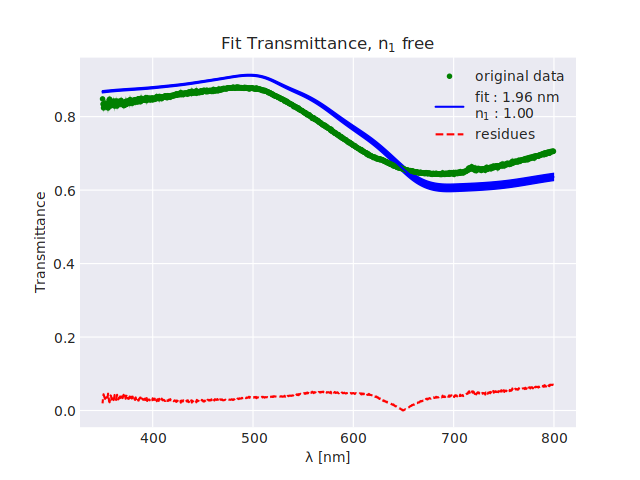 Fit Transmittance, n₁ free
original data
fit : 1.96 nm
n₁ : 1.00
residues
Transmittance
0.8
0.6
0.4
0.2
0.0
400 500 600 700 800
λ [nm]